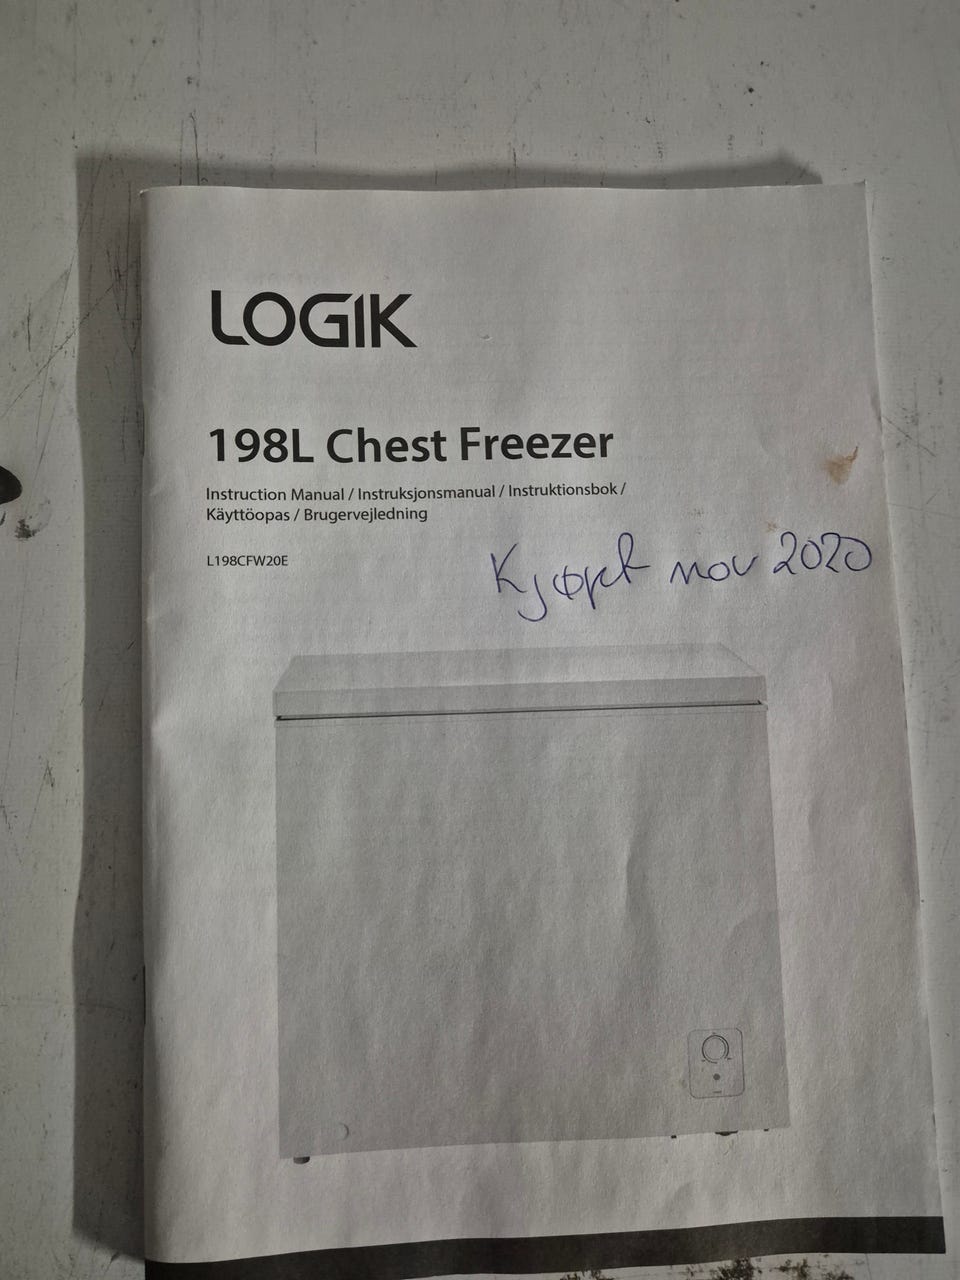 LOGIK
198L Chest Freezer
Instruction Manual / Instruksjonsmanual / Instruktionsbok /
Käyttöopas / Brugervejledning
L198CFW20E
Kjøpt nov 2020